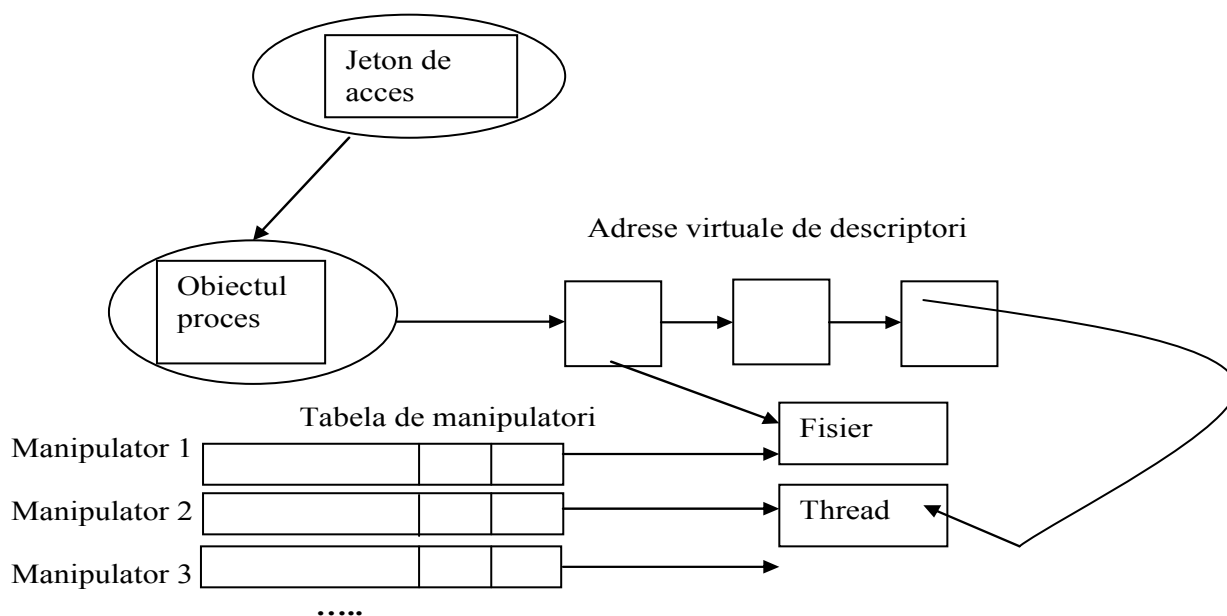 Jeton de
acces
Adrese virtuale de descriptori
Obiectul
proces
Tabela de manipulatori
Fisier
Manipulator 1
Manipulator 2
Thread
Manipulator 3
.....